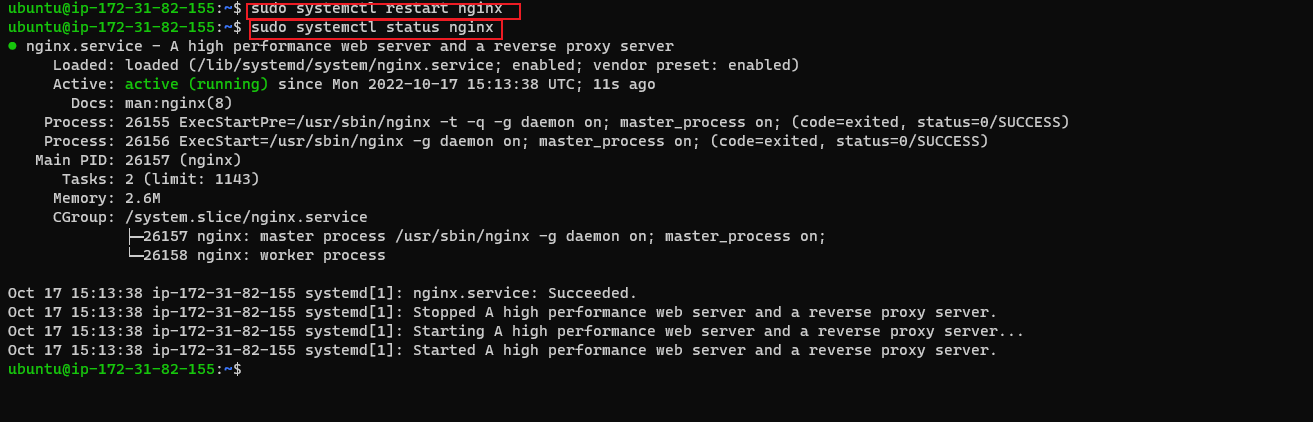 ubuntu@ip-172-31-82-155:~$ sudo systemctl restart nginx
ubuntu@ip-172-31-82-155:~$ sudo systemctl status nginx
● nginx.service - A high performance web server and a reverse proxy server
     Loaded: loaded (/lib/systemd/system/nginx.service; enabled; vendor preset: enabled)
     Active: active (running) since Mon 2022-10-17 15:13:38 UTC; 11s ago
       Docs: man:nginx(8)
    Process: 26155 ExecStartPre=/usr/sbin/nginx -t -q -g daemon on; master_process on; (code=exited, status=0/SUCCESS)
    Process: 26156 ExecStart=/usr/sbin/nginx -g daemon on; master_process on; (code=exited, status=0/SUCCESS)
   Main PID: 26157 (nginx)
      Tasks: 2 (limit: 1143)
     Memory: 2.6M
     CGroup: /system.slice/nginx.service
             ├─26157 nginx: master process /usr/sbin/nginx -g daemon on; master_process on;
             └─26158 nginx: worker process
Oct 17 15:13:38 ip-172-31-82-155 systemd[1]: nginx.service: Succeeded.
Oct 17 15:13:38 ip-172-31-82-155 systemd[1]: Stopped A high performance web server and a reverse proxy server.
Oct 17 15:13:38 ip-172-31-82-155 systemd[1]: Starting A high performance web server and a reverse proxy server...
Oct 17 15:13:38 ip-172-31-82-155 systemd[1]: Started A high performance web server and a reverse proxy server.
ubuntu@ip-172-31-82-155:~$